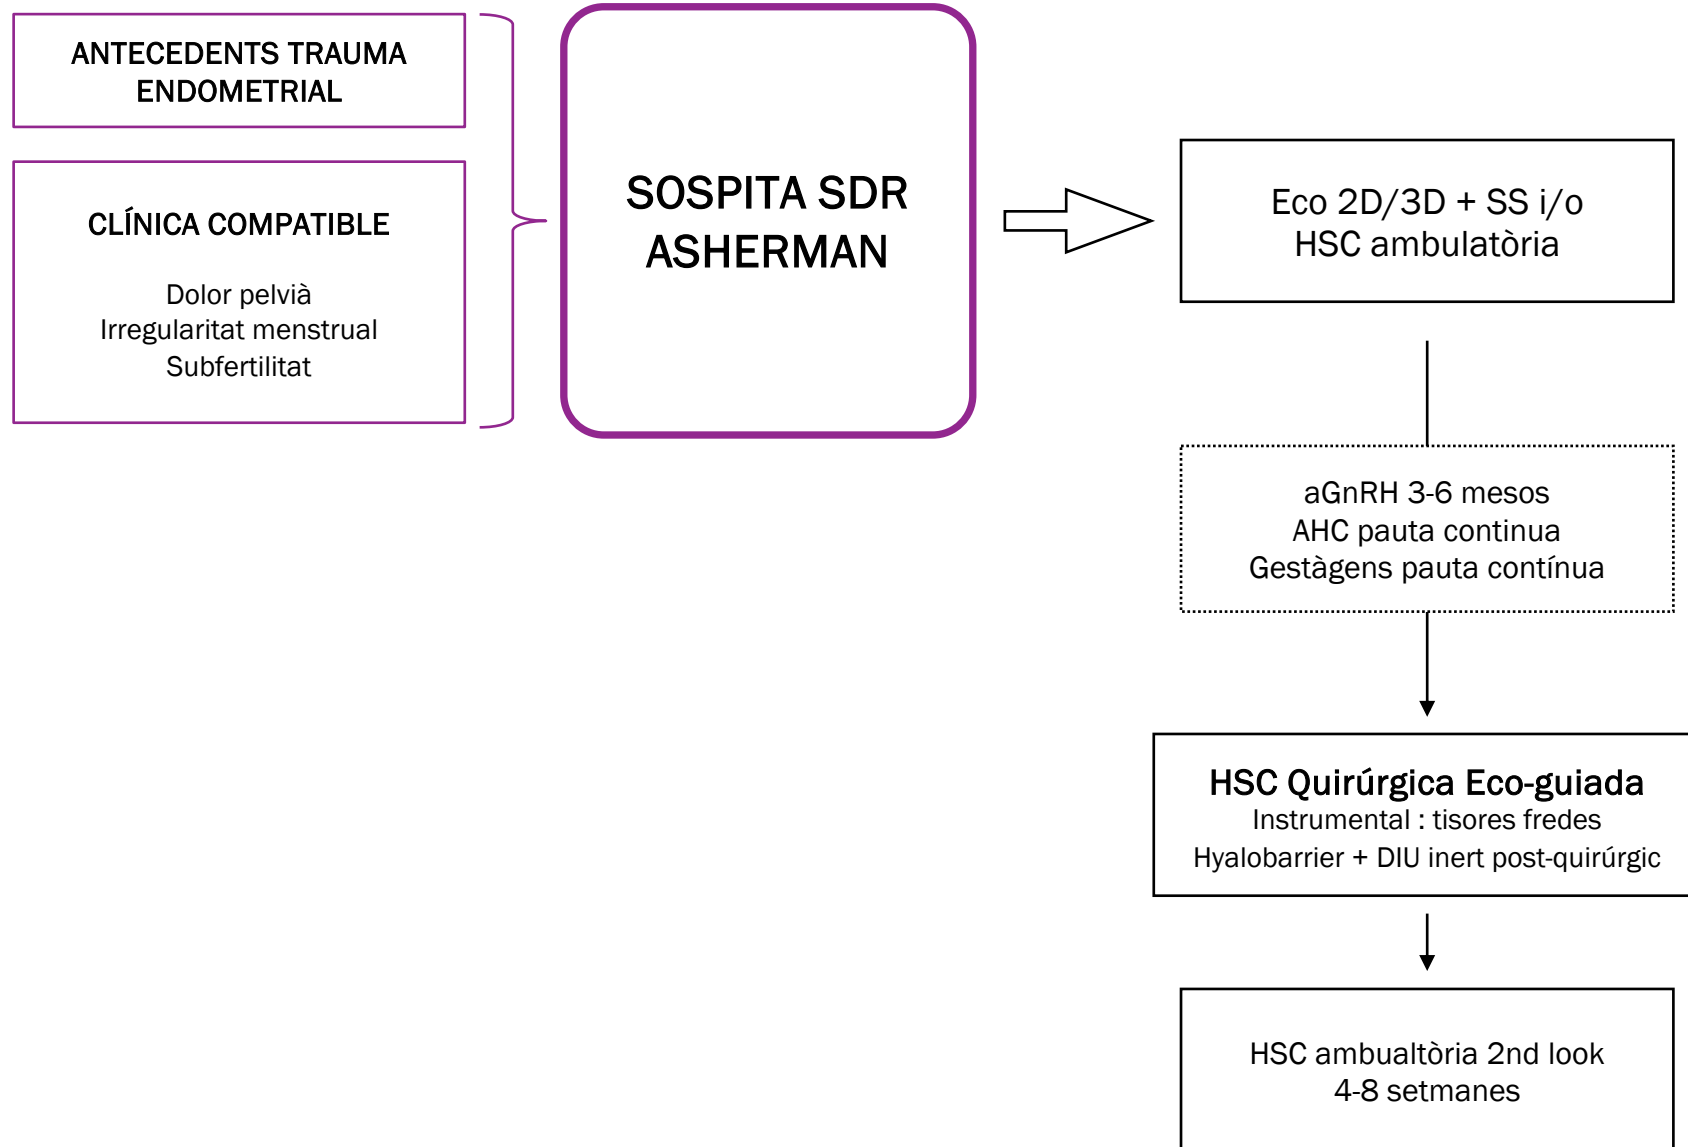 ANTECEDENTS TRAUMA
ENDOMETRIAL
CLÍNICA COMPATIBLE
Dolor pelvià
Irregularitat menstrual
Subfertilitat
SOSPITA SDR
ASHERMAN
Eco 2D/3D + SS i/o
HSC ambulatòria
aGnRH 3-6 mesos
AHC pauta continua
Gestàgens pauta contínua
HSC Quirúrgica Eco-guiada
Instrumental : tisores fredes
Hyalobarrier + DIU inert post-quirúrgic
HSC ambualtòria 2nd look
4-8 setmanes